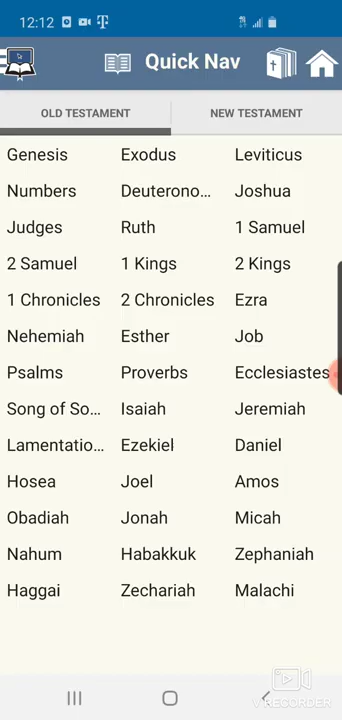 12:12
Quick Nav
OLD TESTAMENT NEW TESTAMENT
Genesis Exodus Leviticus
Numbers Deuterono... Joshua
Judges Ruth 1 Samuel
2 Samuel 1 Kings 2 Kings
1 Chronicles 2 Chronicles Ezra
Nehemiah Esther Job
Psalms Proverbs Ecclesiastes
Song of So... Isaiah Jeremiah
Lamentatio... Ezekiel Daniel
Hosea Joel Amos
Obadiah Jonah Micah
Nahum Habakkuk Zephaniah
Haggai Zechariah Malachi
V RECORDER